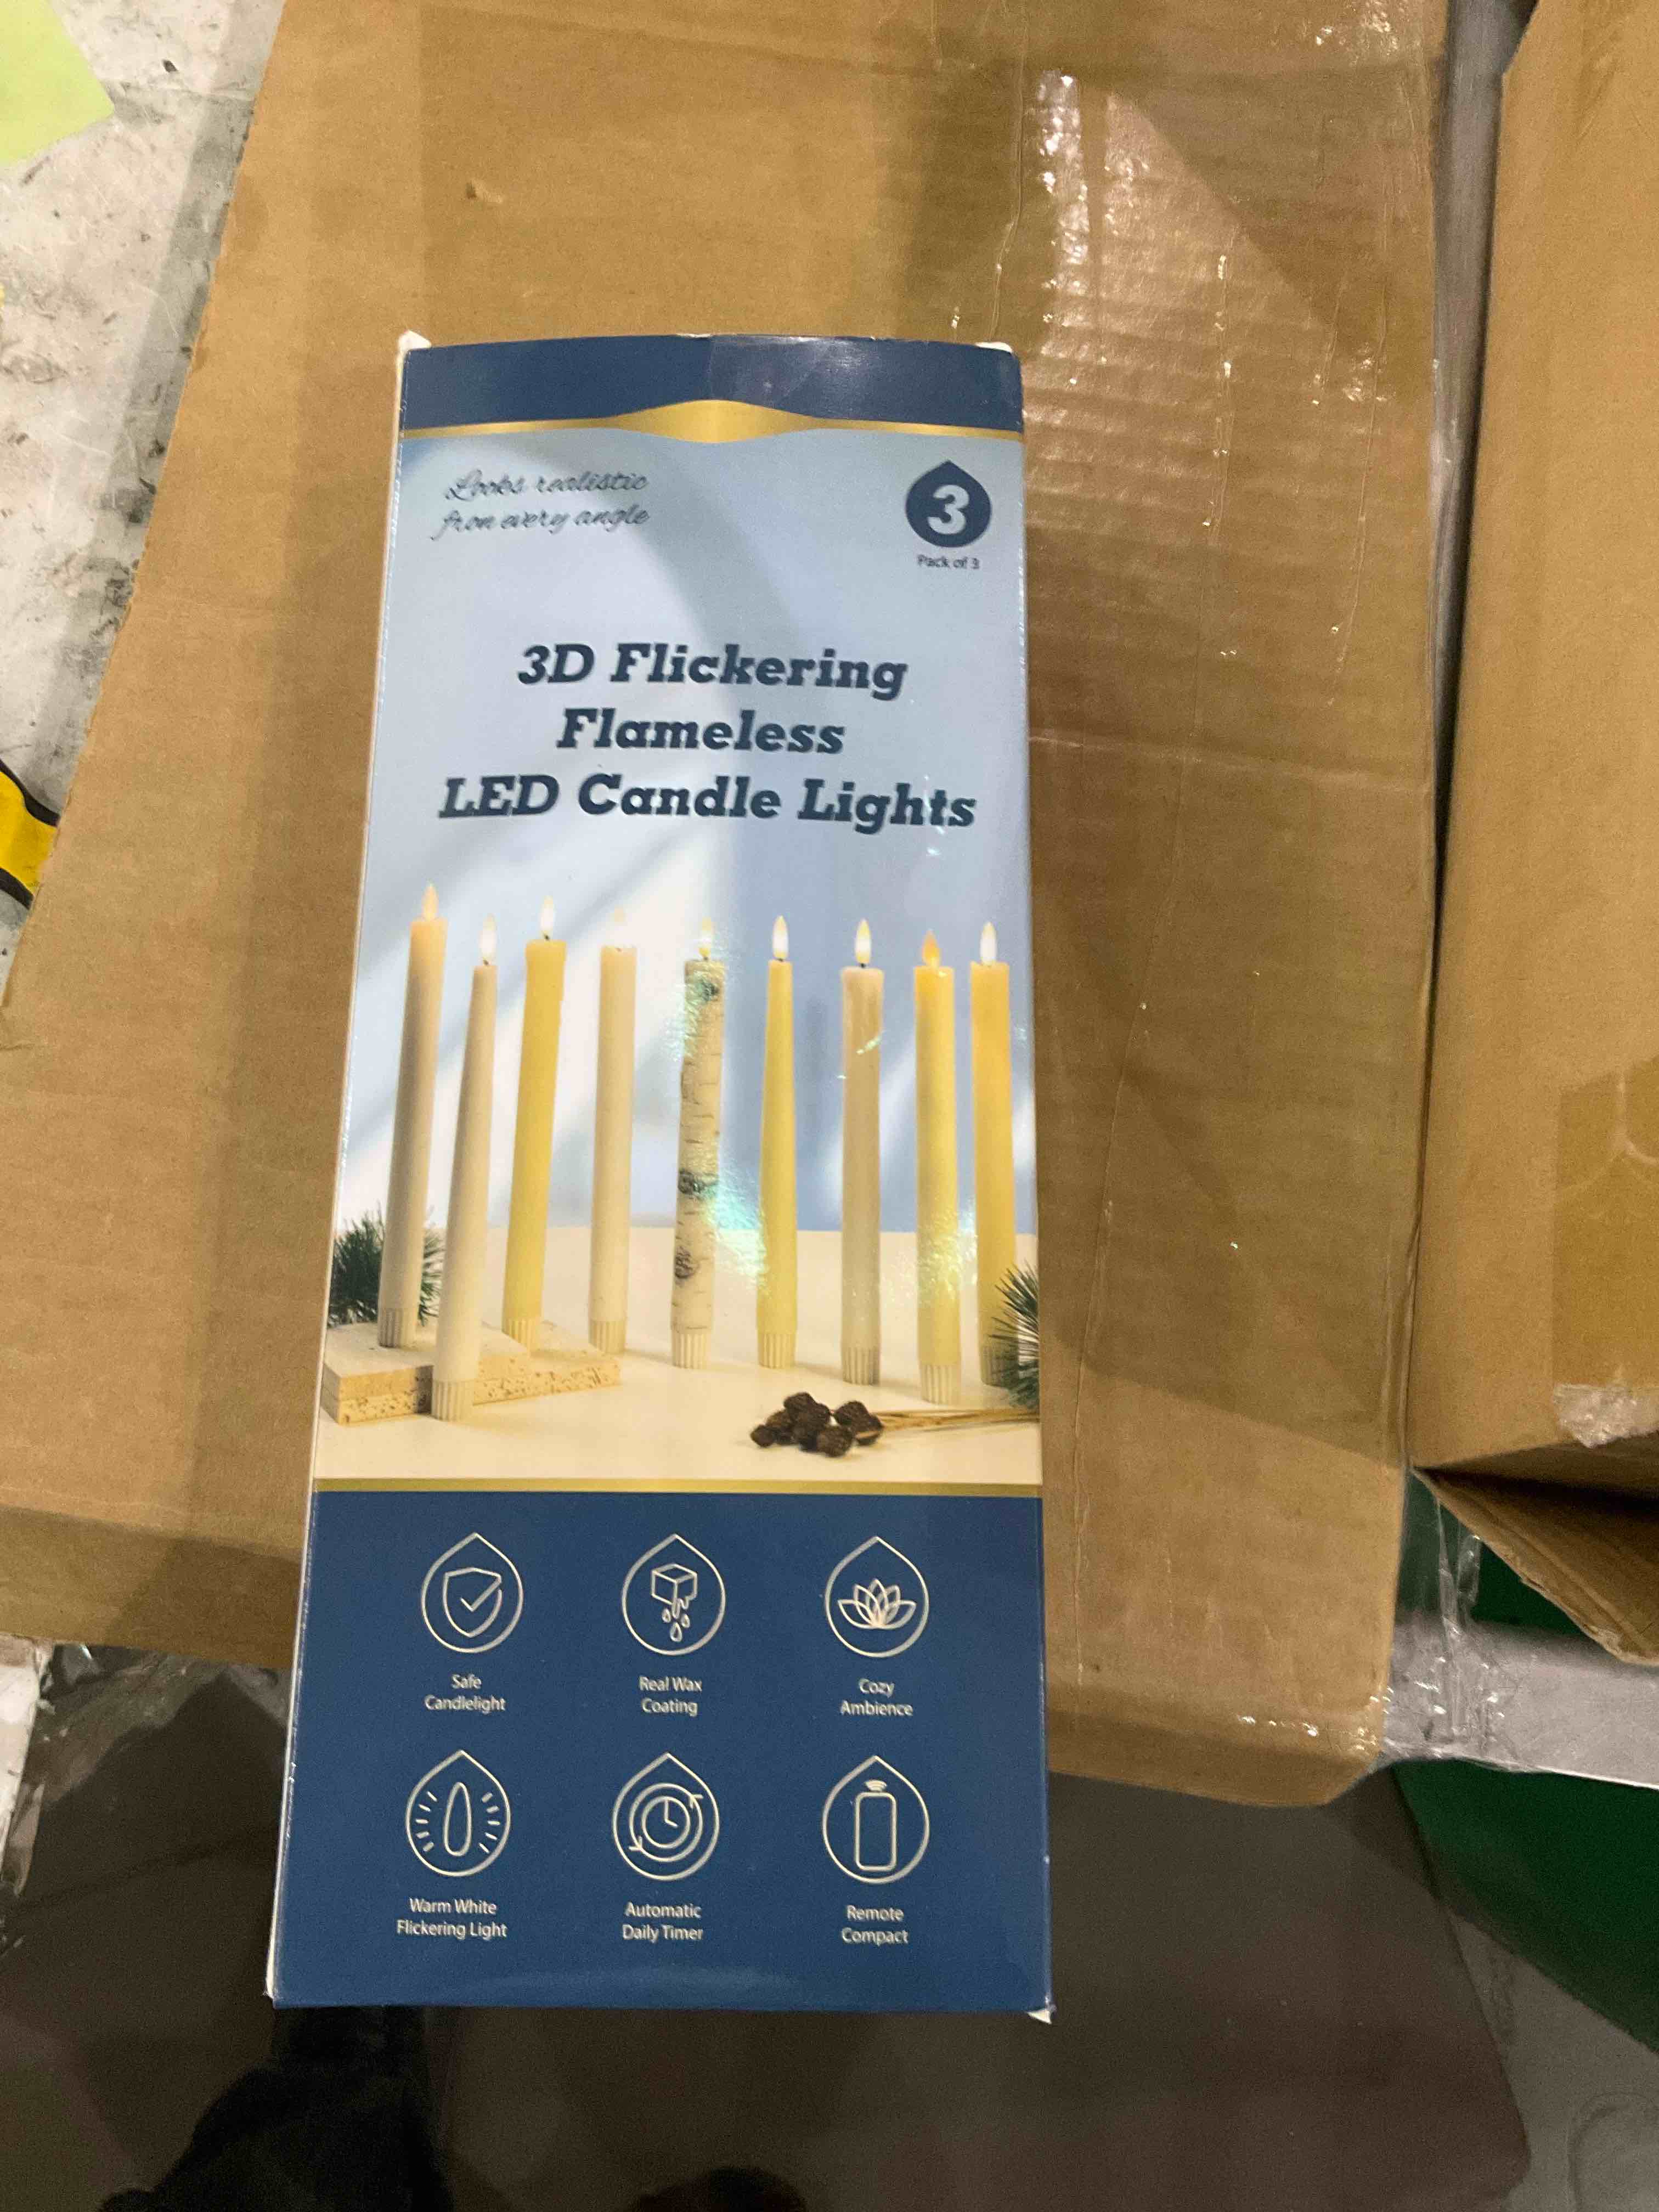 Looks realistic
fron every angle
3
Pack of 3
3D Flickering
Flameless
LED Candle Lights
Safe
Candlelight
Real Wax
Coating
Cozy
Ambience
Warm White
Flickering Light
Automatic
Daily Timer
Remote
Compact